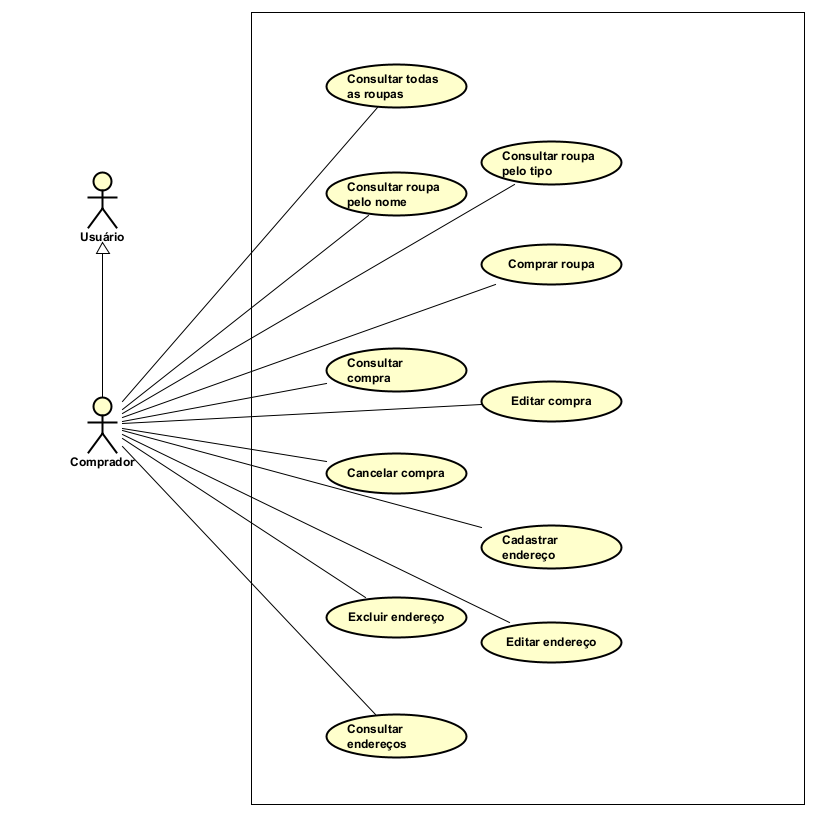 Consultar todas
as roupas
Consultar roupa
pelo tipo
Consultar roupa
pelo nome
Usuário
Comprar roupa
Consultar
compra
Editar compra
Comprador
Cancelar compra
Cadastrar
endereço
Excluir endereço
Editar endereço
Consultar
endereços